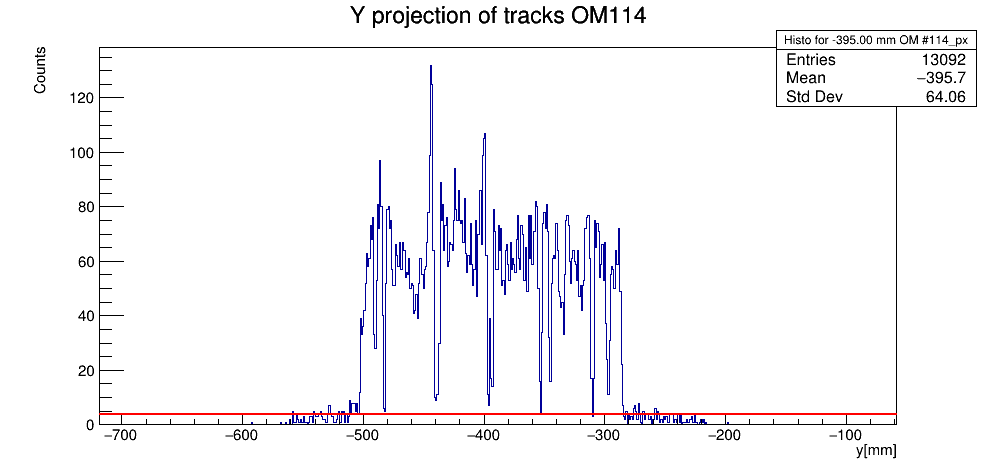 Y projection of tracks OM114
Histo for -395.00 mm OM #114_px
Entries 13092
Mean −395.7
Std Dev 64.06
Counts
120
100
80
60
40
20
0
−700 −600 −500 −400 −300 −200 −100
y[mm]